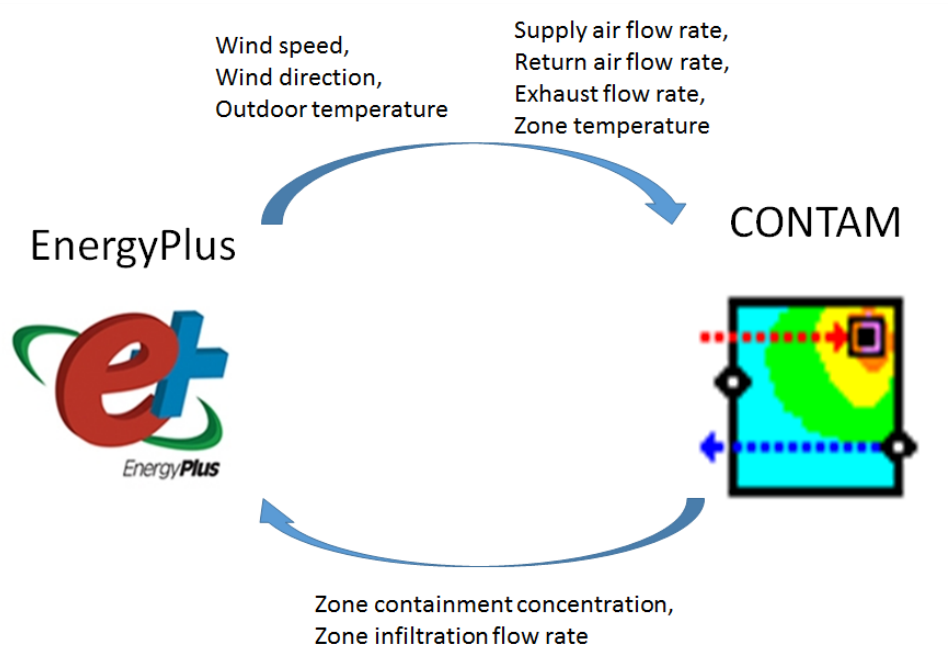 Wind speed,
Wind direction,
Outdoor temperature
Supply air flow rate,
Return air flow rate,
Exhaust flow rate,
Zone temperature
EnergyPlus
CONTAM
e+
EnergyPlus
Zone containment concentration,
Zone infiltration flow rate